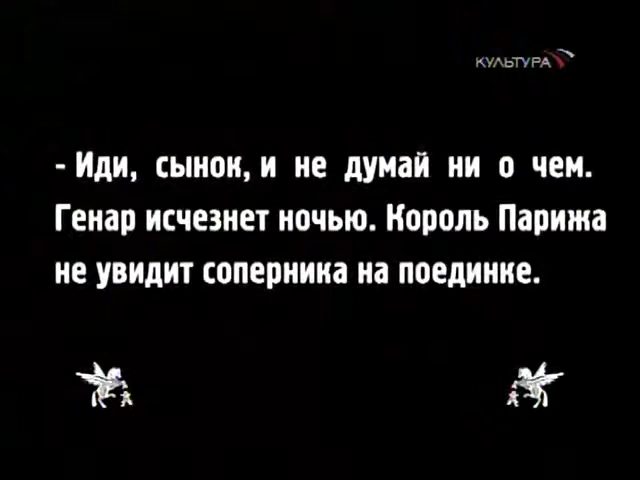 КУЛЬТУРА
- Иди, сынок, и не думай ни о чем.
Генар исчезнет ночью. Король Парижа
не увидит соперника на поединке.